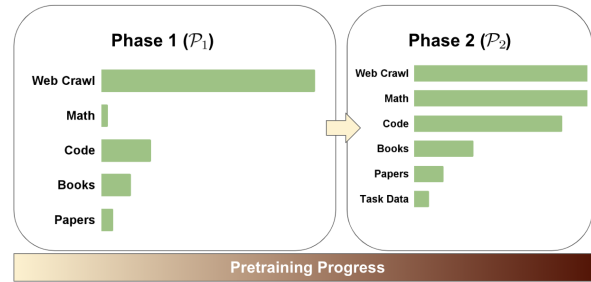 Phase 1 (𝒫₁)
Web Crawl
Math
Code
Books
Papers
Phase 2 (𝒫₂)
Web Crawl
Math
Code
Books
Papers
Task Data
Pretraining Progress